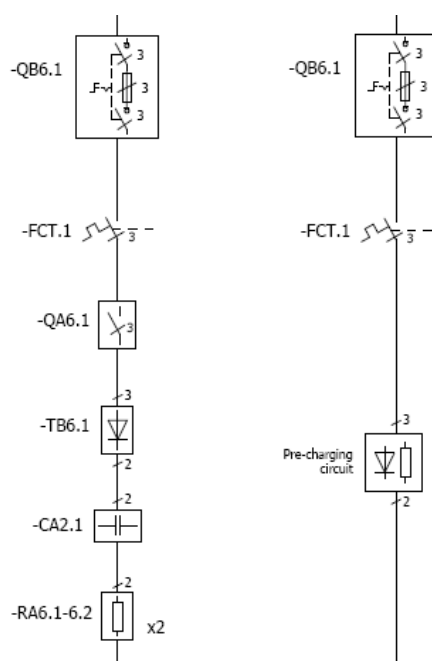 -QB6.1
3
3
3
-QB6.1
3
3
3
-FCT.1
3
-FCT.1
3
-QA6.1
3
3
-TB6.1
2
3
Pre-charging
circuit
2
2
-CA2.1
2
-RA6.1-6.2
x2